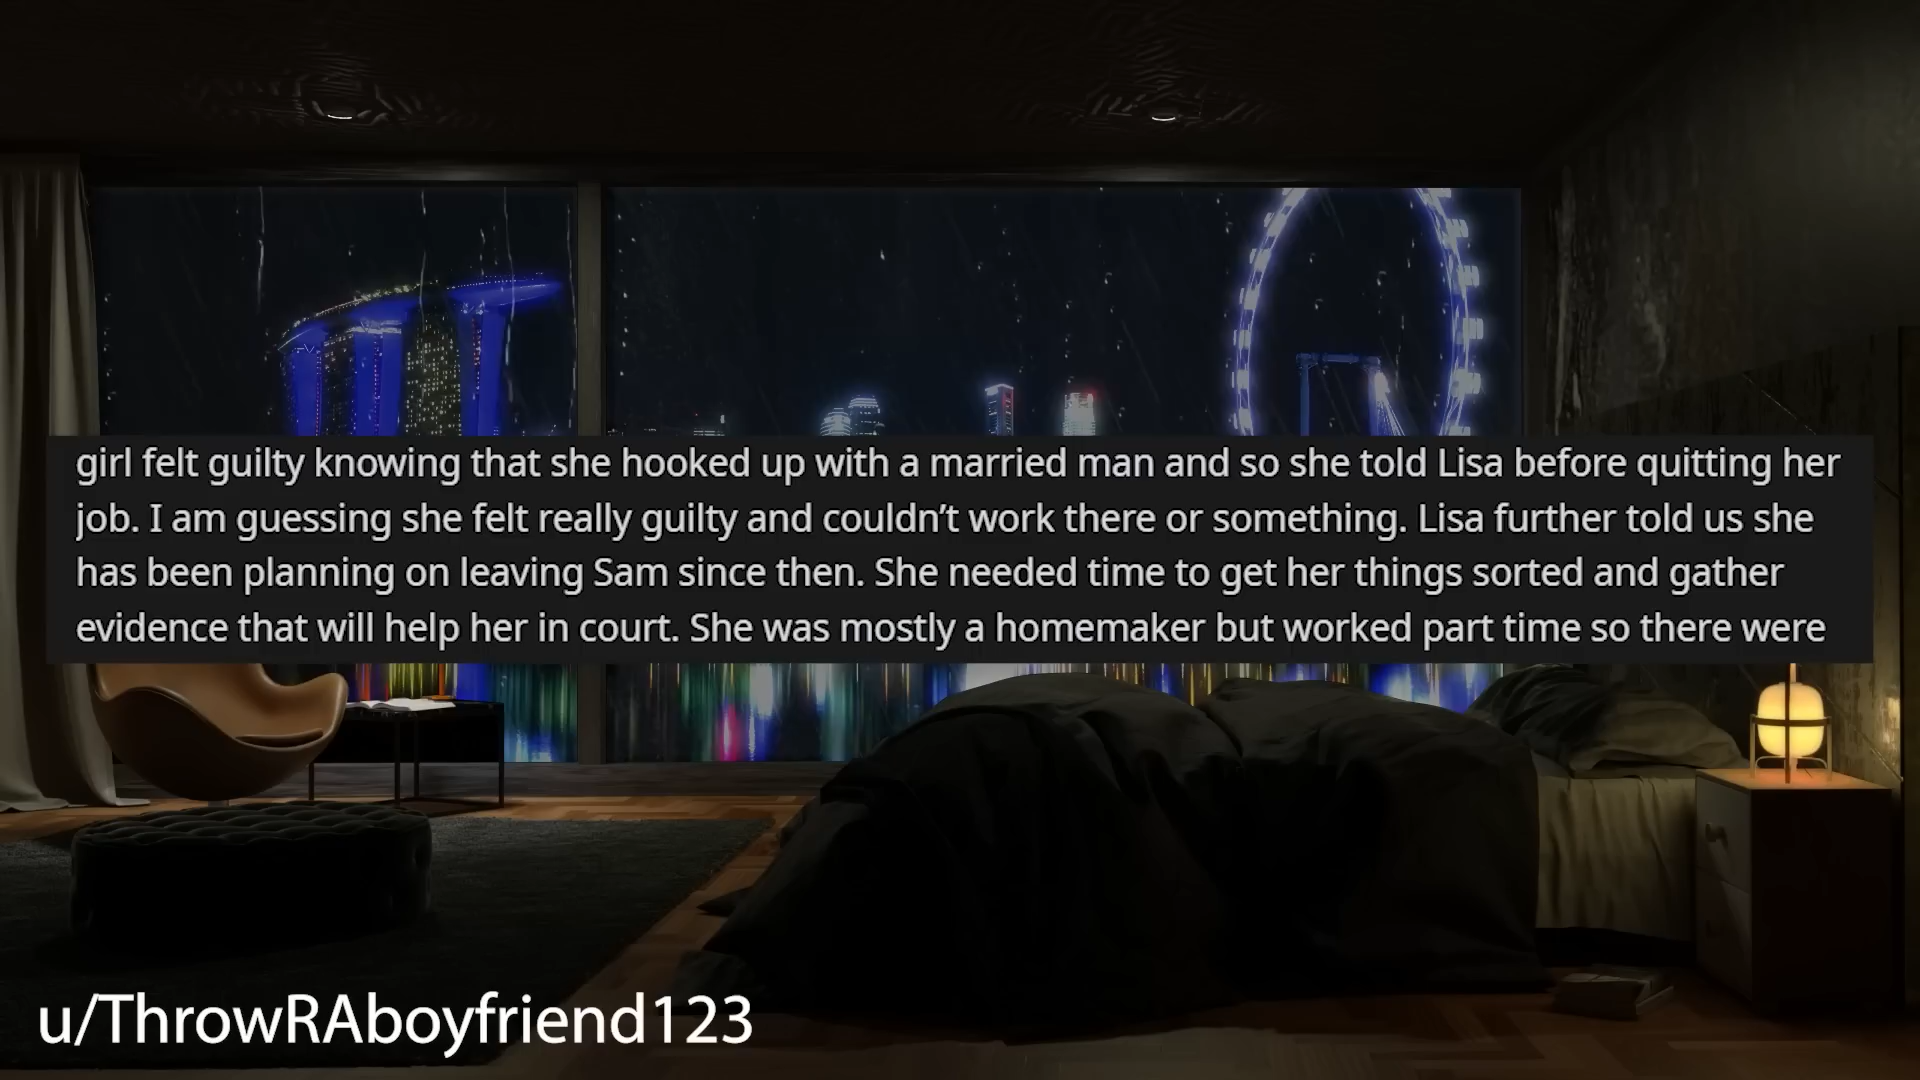 girl felt guilty knowing that she hooked up with a married man and so she told Lisa before quitting her
job. I am guessing she felt really guilty and couldn’t work there or something. Lisa further told us she
has been planning on leaving Sam since then. She needed time to get her things sorted and gather
evidence that will help her in court. She was mostly a homemaker but worked part time so there were
u/ThrowRAboyfriend123